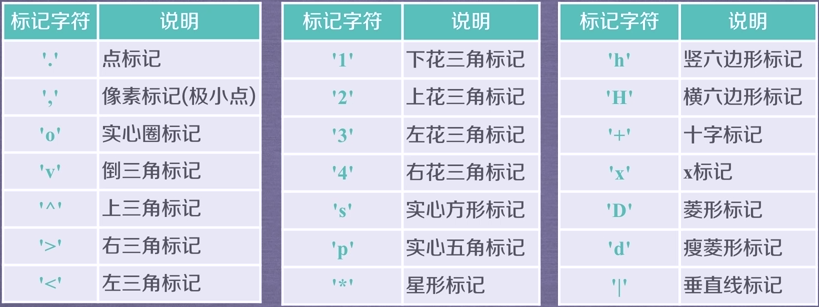 标记字符 说明
'.' 点标记
',' 像素标记(极小点)
'o' 实心圈标记
'v' 倒三角标记
'^' 上三角标记
'>' 右三角标记
'<' 左三角标记
标记字符 说明
'1' 下花三角标记
'2' 上花三角标记
'3' 左花三角标记
'4' 右花三角标记
's' 实心方形标记
'p' 实心五角标记
'*' 星形标记
标记字符 说明
'h' 竖六边形标记
'H' 横六边形标记
'+' 十字标记
'x' x标记
'D' 菱形标记
'd' 瘦菱形标记
'|' 垂直线标记